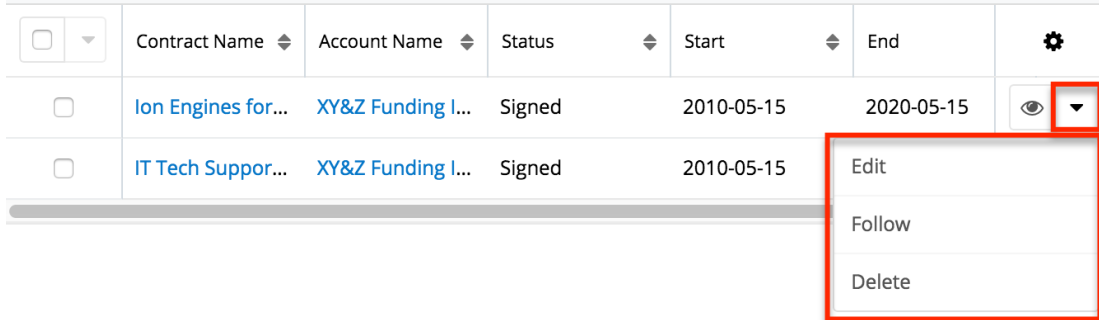 Contract Name Account Name Status Start End
Ion Engines for... XY&Z Funding I... Signed 2010-05-15 2020-05-15
IT Tech Suppor... XY&Z Funding I... Signed 2010-05-15
Edit
Follow
Delete